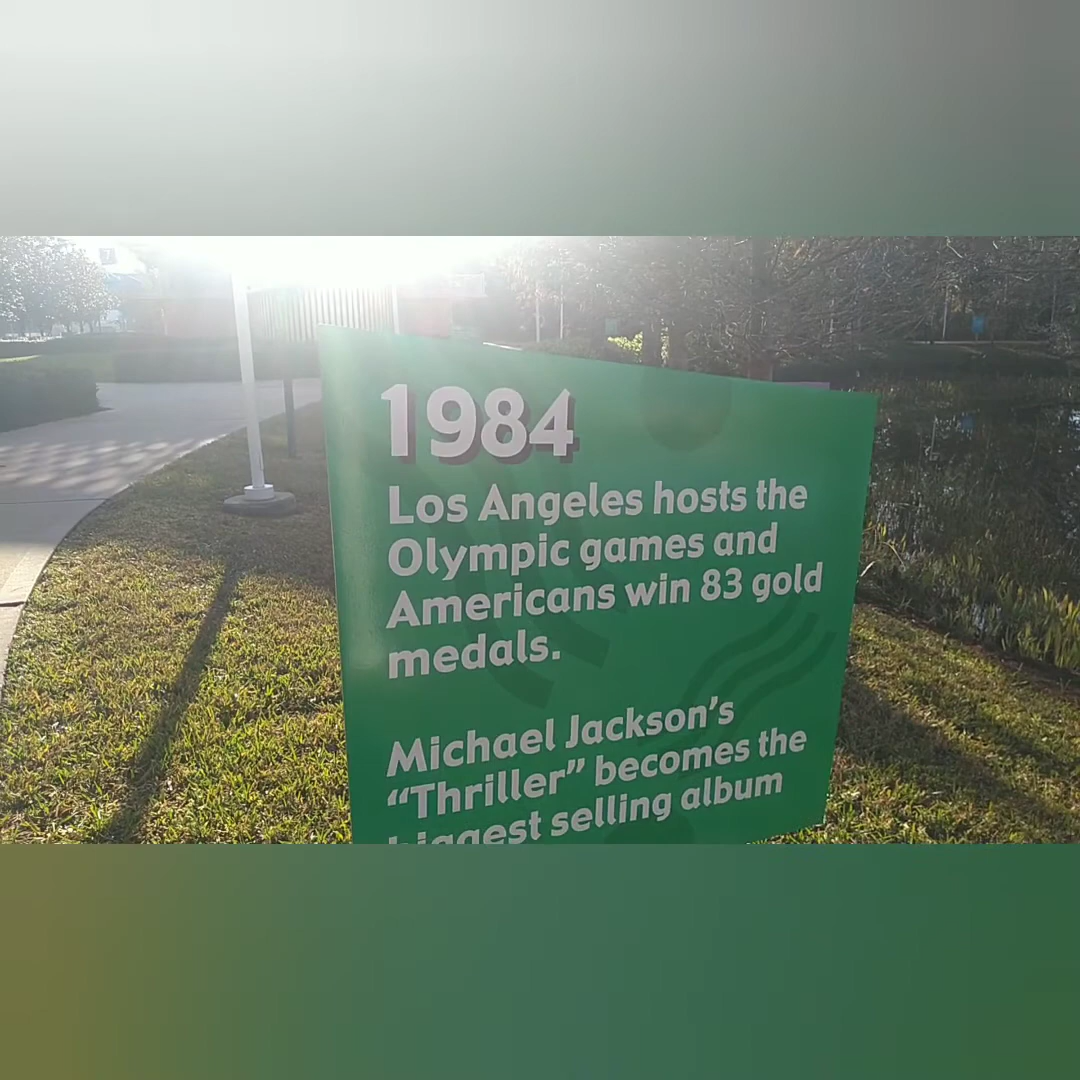 1984
Los Angeles hosts the
Olympic games and
Americans win 83 gold
medals.
Michael Jackson's
“Thriller” becomes the
biggest selling album